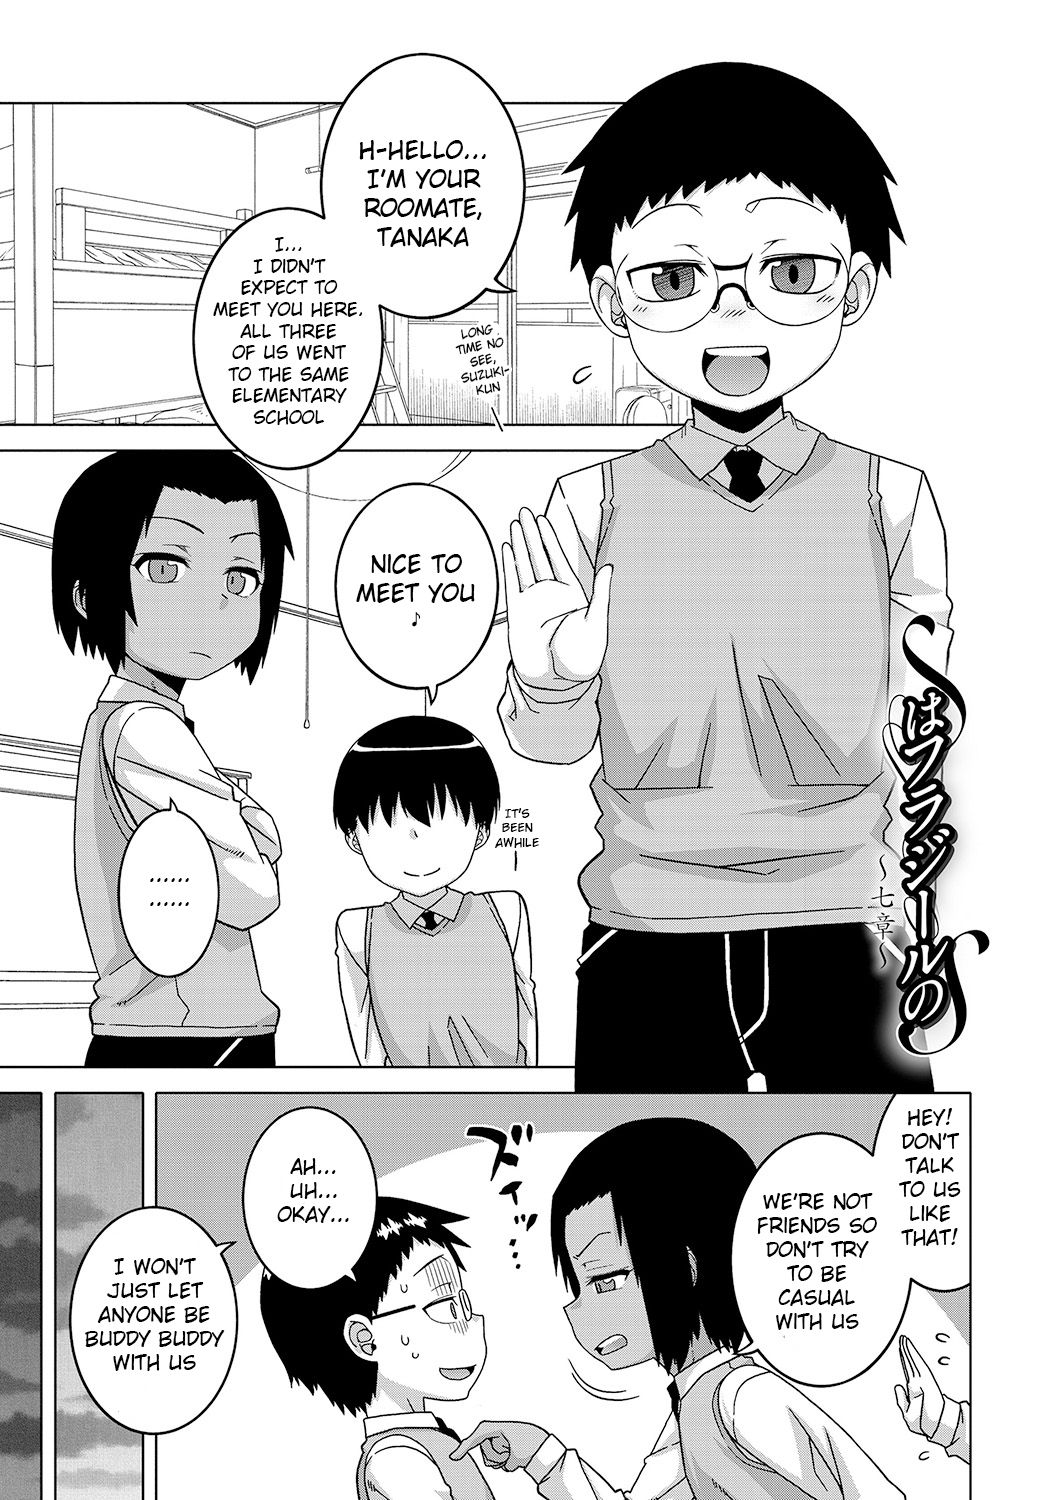 H-HELLO...
I'M YOUR
ROOMATE,
TANAKA
I...
I DIDN'T
EXPECT TO
MEET YOU HERE.
ALL THREE
OF US WENT
TO THE SAME
ELEMENTARY
SCHOOL
LONG
TIME NO
SEE,
SUZUKI-
KUN
NICE TO
MEET YOU
♪
IT'S
BEEN
AWHILE
Sはフラジールの
S
~七章~
......
......
HEY!
DON'T
TALK
TO US
LIKE
THAT!
WE'RE NOT
FRIENDS SO
DON'T TRY
TO BE
CASUAL
WITH US
ズイッ...
AH...
UH...
OKAY...
I WON'T
JUST LET
ANYONE BE
BUDDY BUDDY
WITH US